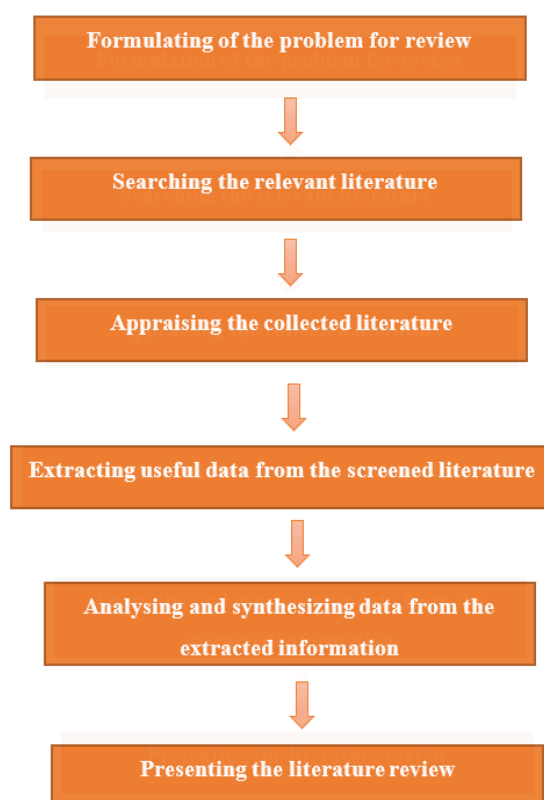 Formulating of the problem for review
Searching the relevant literature
Appraising the collected literature
Extracting useful data from the screened literature
Analysing and synthesizing data from the
extracted information
Presenting the literature review